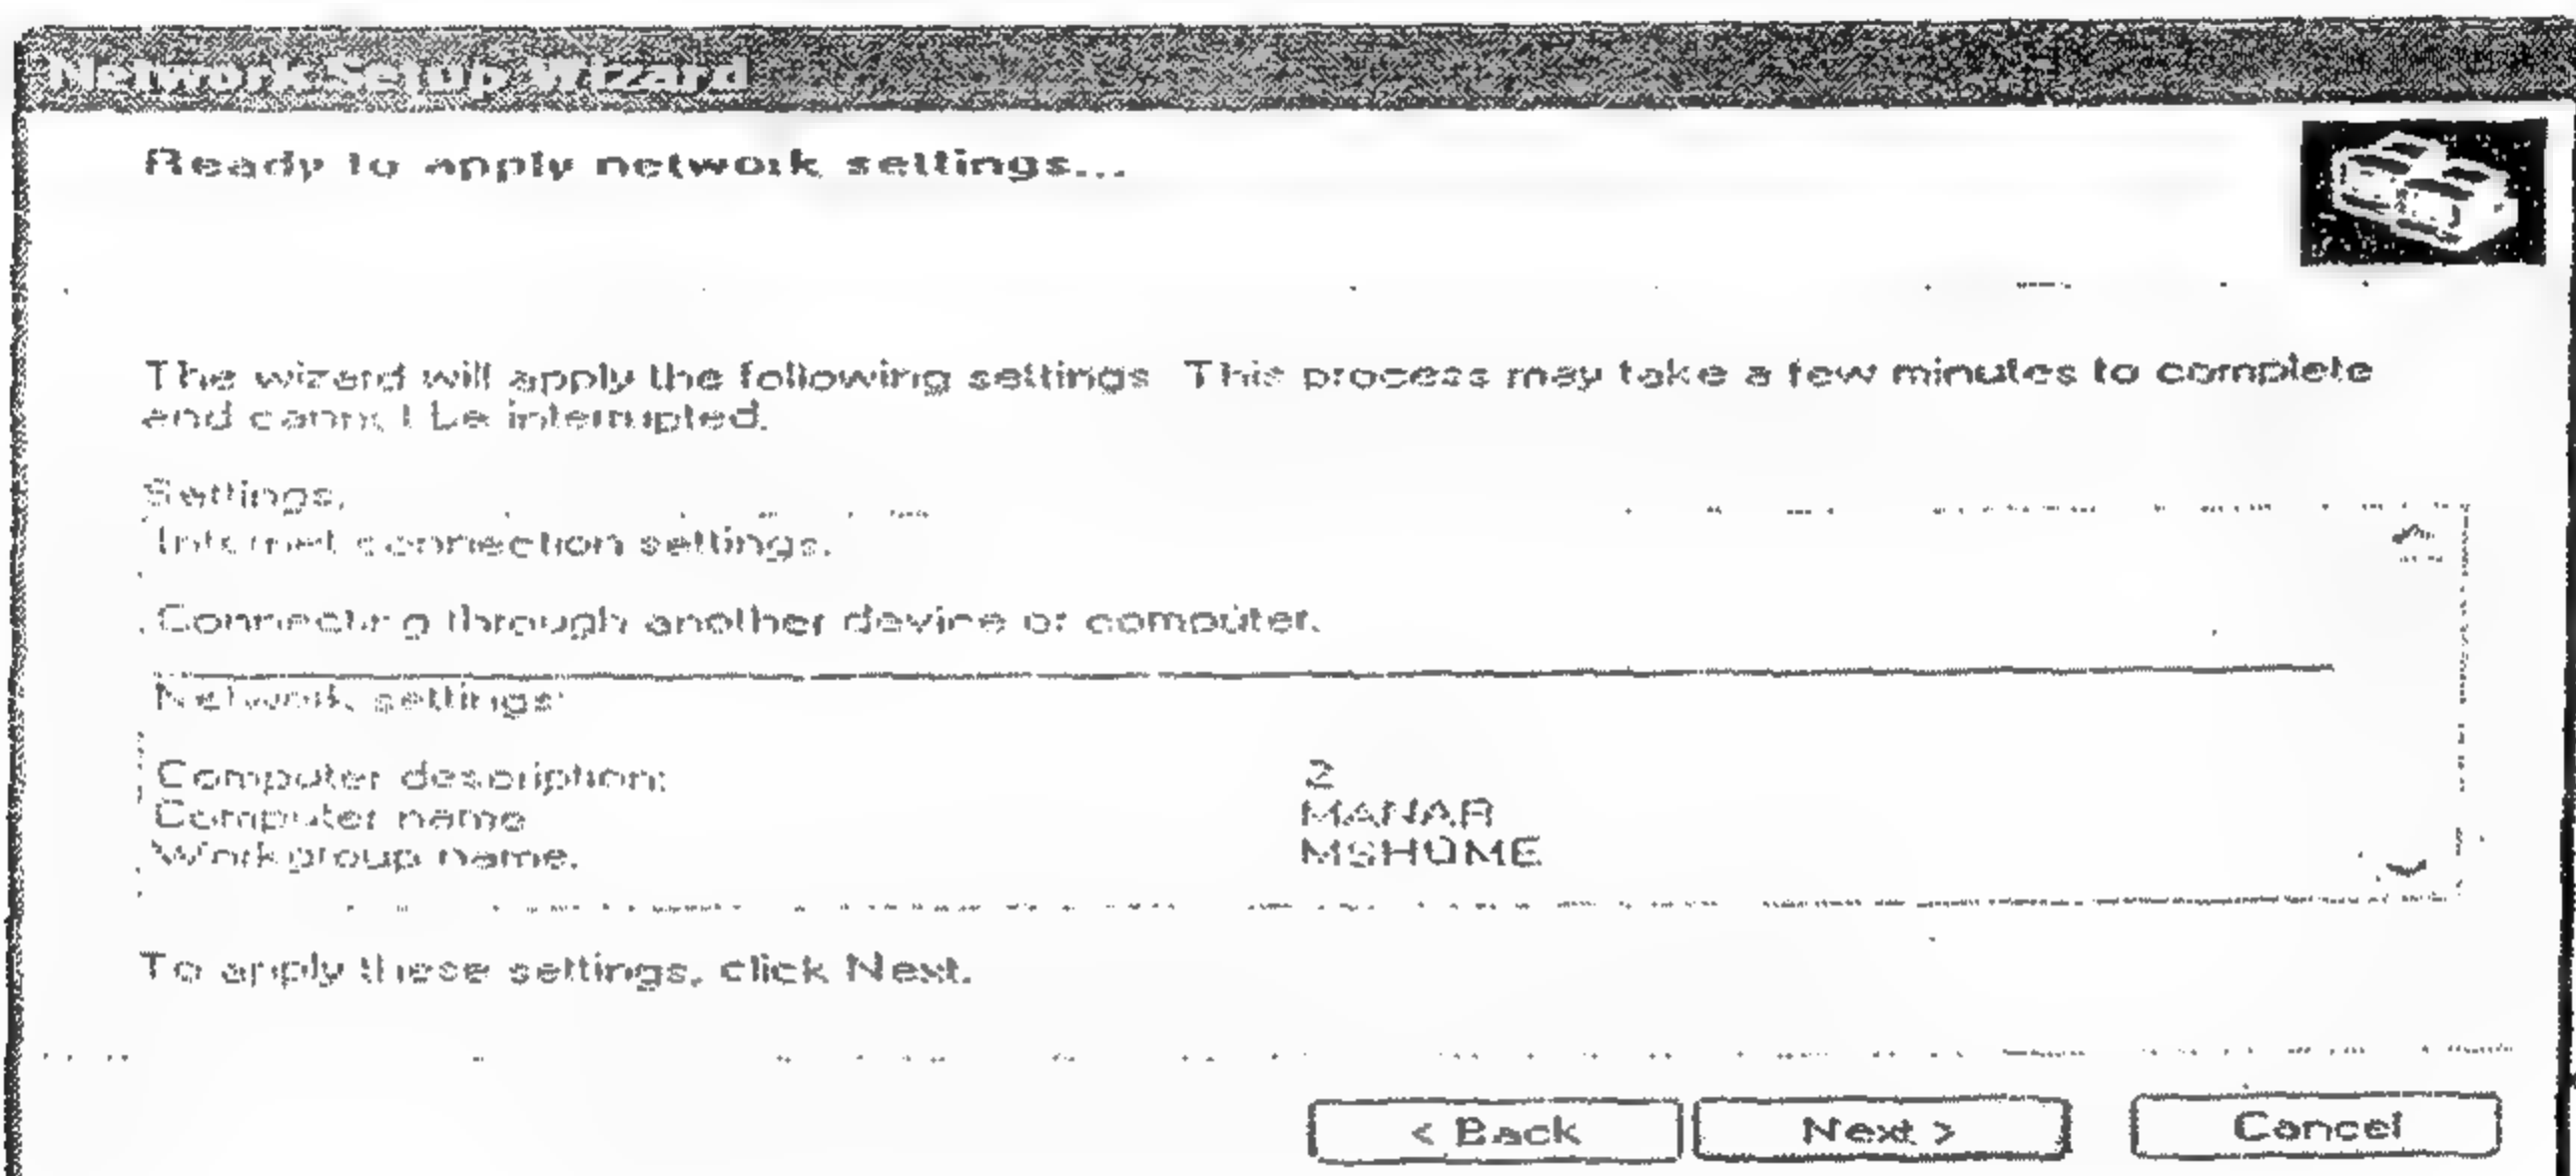 Network Setup Wizard
Ready to apply network settings...
The wizard will apply the following settings. This process may take a few minutes to complete
and cannot be interrupted.
Settings:
Internet connection settings:
Connecting through another device or computer.
Network settings:
Computer description: 2
Computer name: MANAR
Workgroup name: MSHOME
To apply these settings, click Next.
< Back Next > Cancel